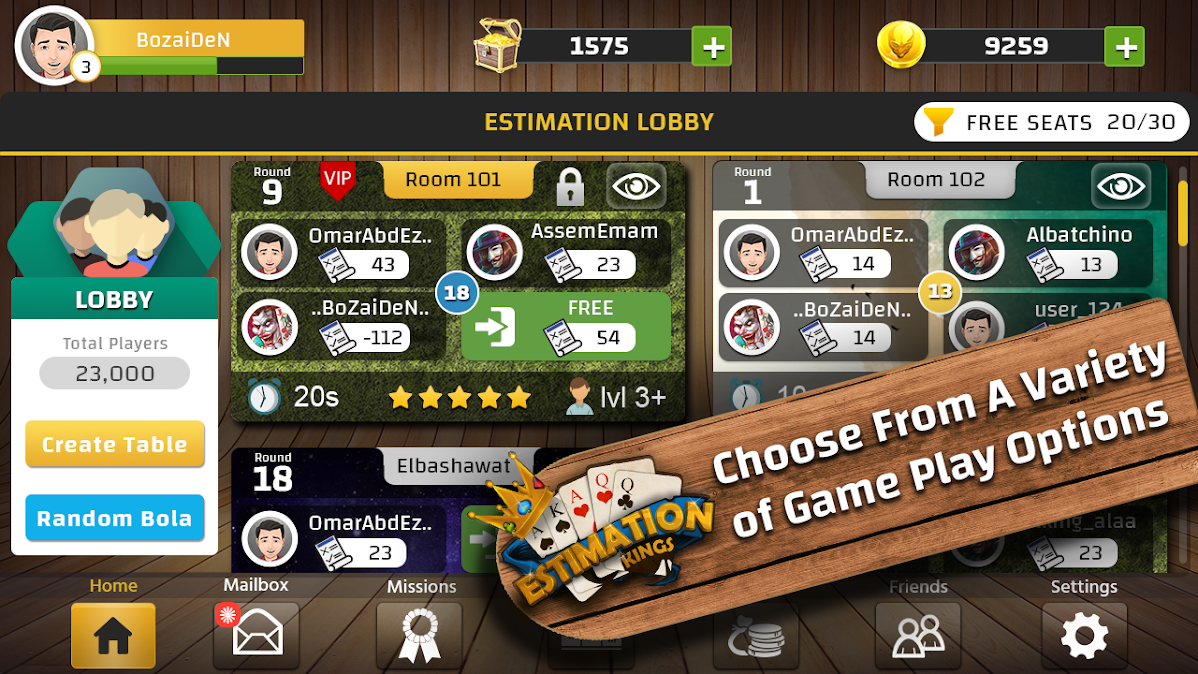 BozaiDeN
3
1575
9259
ESTIMATION LOBBY
FREE SEATS 20/30
LOBBY
Total Players
23,000
Create Table
Random Bola
Round
9
VIP
Room 101
OmarAbdEz..
43
AssemEmam
23
18
..BoZaiDeN..
-112
FREE
54
20s
lvl 3+
Round
1
Room 102
OmarAbdEz..
14
Albatchino
13
13
..BoZaiDeN..
14
Round
18
Elbashawat
OmarAbdEz..
23
23
A K A Q Q
ESTIMATION
KINGS
Choose From A Variety
of Game Play Options
Home
Mailbox
Missions
Friends
Settings